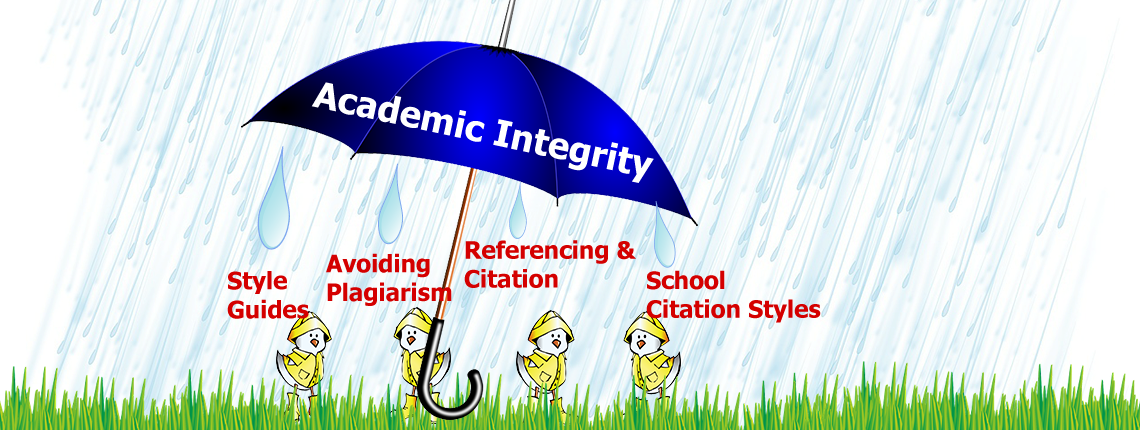 Academic Integrity
Style
Guides
Avoiding
Plagiarism
Referencing &
Citation
School
Citation Styles